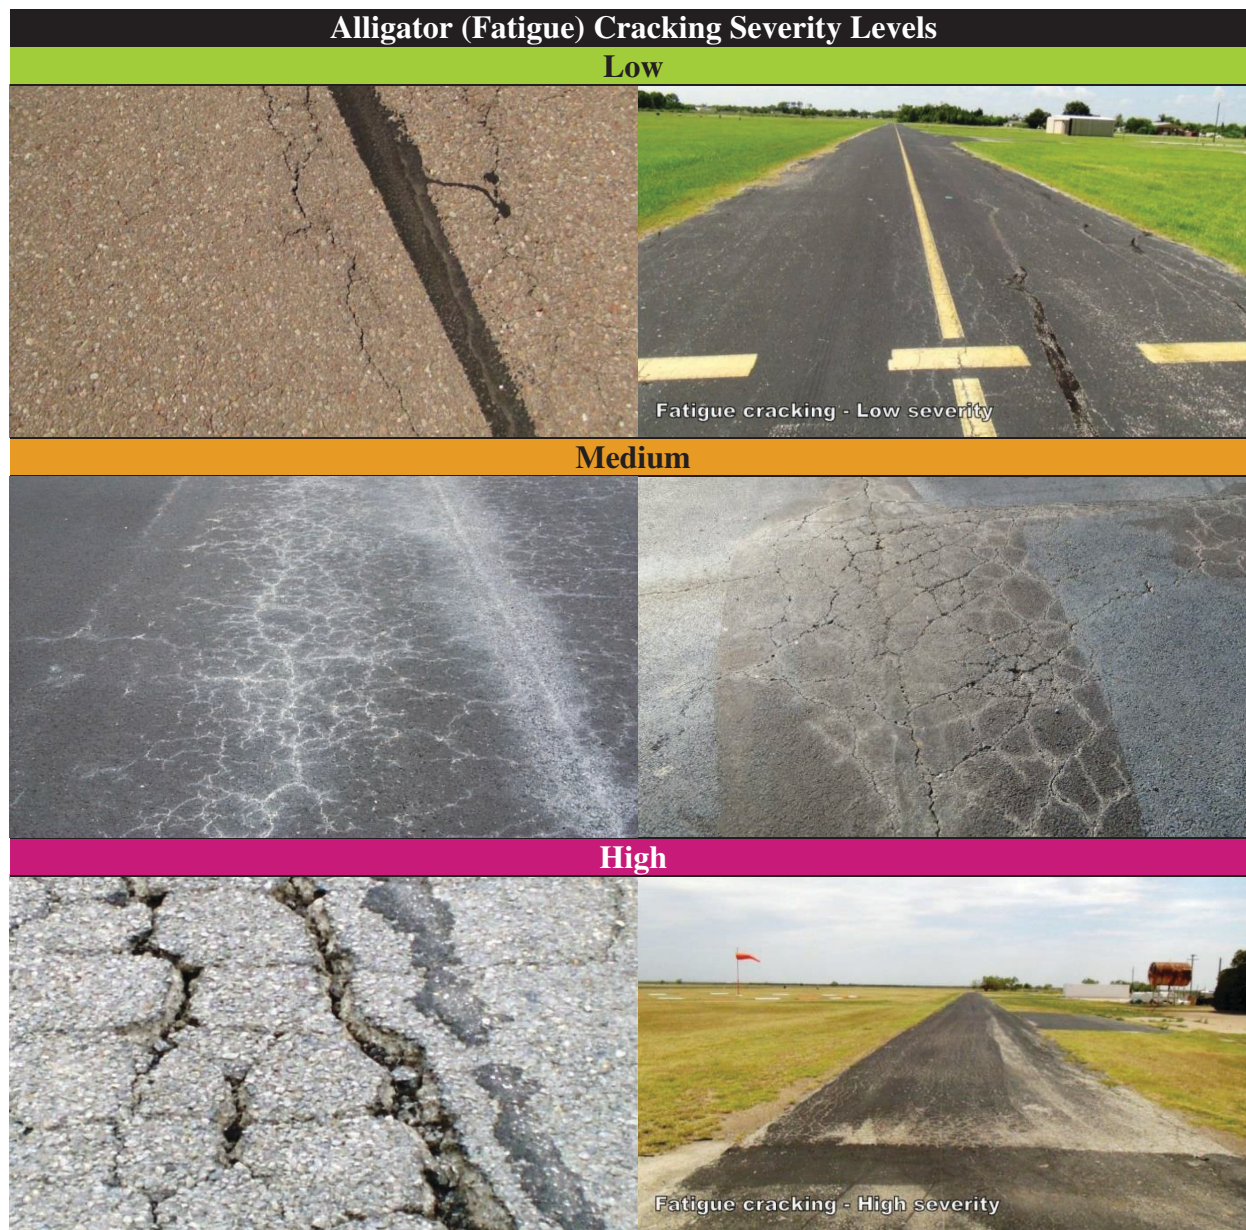 Alligator (Fatigue) Cracking Severity Levels
Low
Fatigue cracking - Low severity
Medium
High
Fatigue cracking - High severity